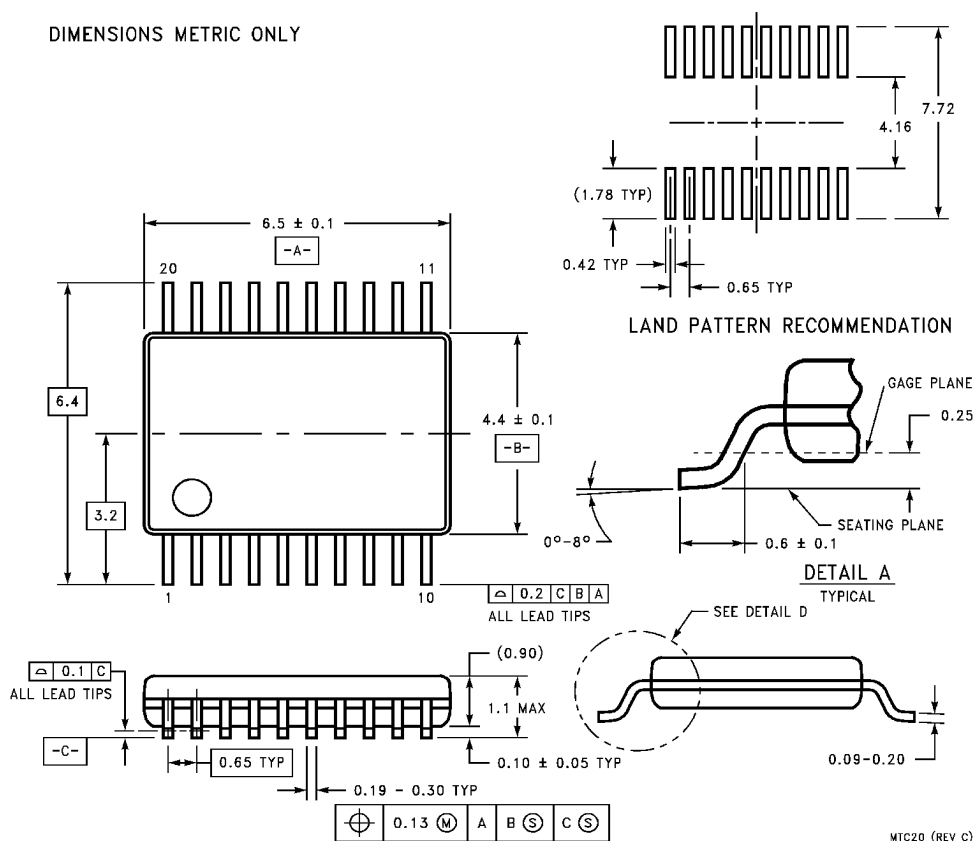 DIMENSIONS METRIC ONLY
7.72
4.16
(1.78 TYP)
0.42 TYP
0.65 TYP
LAND PATTERN RECOMMENDATION
6.5 ± 0.1
-A-
20
11
6.4
3.2
4.4 ± 0.1
-B-
1
10
⌓ 0.2 C B A
ALL LEAD TIPS
GAGE PLANE
0.25
SEATING PLANE
0°-8°
0.6 ± 0.1
DETAIL A
TYPICAL
SEE DETAIL D
⌓ 0.1 C
ALL LEAD TIPS
-C-
(0.90)
1.1 MAX
0.65 TYP
0.10 ± 0.05 TYP
0.19 - 0.30 TYP
0.09-0.20
⌖ 0.13 Ⓜ A B Ⓢ C Ⓢ
MTC20 (REV C)